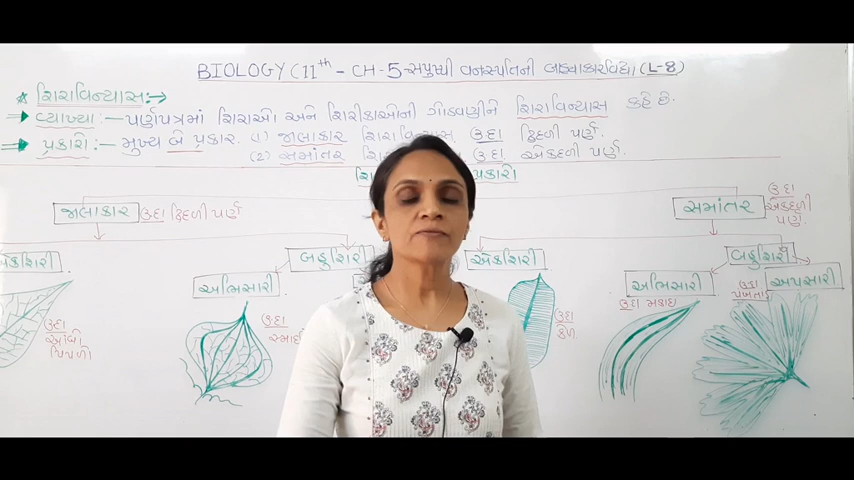 BIOLOGY (11th - CH-5-સપુષ્પી વનસ્પતિની બાહ્યાકારવિદ્યા (L-8)
શિરાવિન્યાસ:→
વ્યાખ્યા:- પર્ણપત્રમાં શિરાઓ અને શિરીકાઓની ગોઠવણીને શિરાવિન્યાસ કહે છે.
પ્રકારો:- મુખ્ય બે પ્રકાર. (1) જાલાકાર શિરાવિન્યાસ ઉદા દ્વિદળી પર્ણ.
(2) સમાંતર ઉદા એકદળી પર્ણ.
પ્રકારો
જાલાકાર ઉદા દ્વિદળી પર્ણ
સમાંતર ઉદા એકદળી પર્ણ.
એકશિરી બહુશિરી એકશિરી બહુશિરી
અભિસારી અભિસારી અપસારી
ઉદા મકાઇ
ઉદા
ઉદા
ઉદા
ઉદા કેળ.